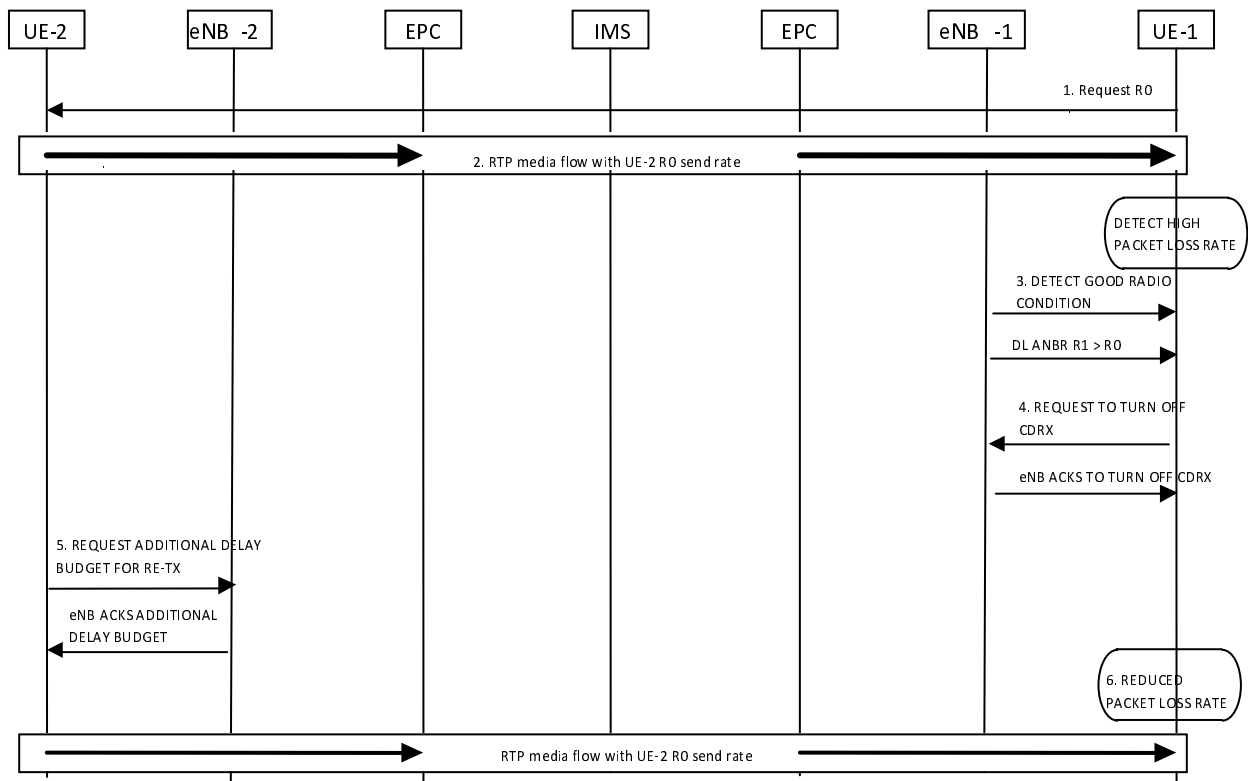 UE-2 eNB -2 EPC IMS EPC eNB -1 UE-1
1. Request R0
2. RTP media flow with UE-2 R0 send rate
DETECT HIGH
PACKET LOSS RATE
3. DETECT GOOD RADIO
CONDITION
DL ANBR R1 > R0
4. REQUEST TO TURN OFF
CDRX
eNB ACKS TO TURN OFF CDRX
5. REQUEST ADDITIONAL DELAY
BUDGET FOR RE-TX
eNB ACKS ADDITIONAL
DELAY BUDGET
6. REDUCED
PACKET LOSS RATE
RTP media flow with UE-2 R0 send rate